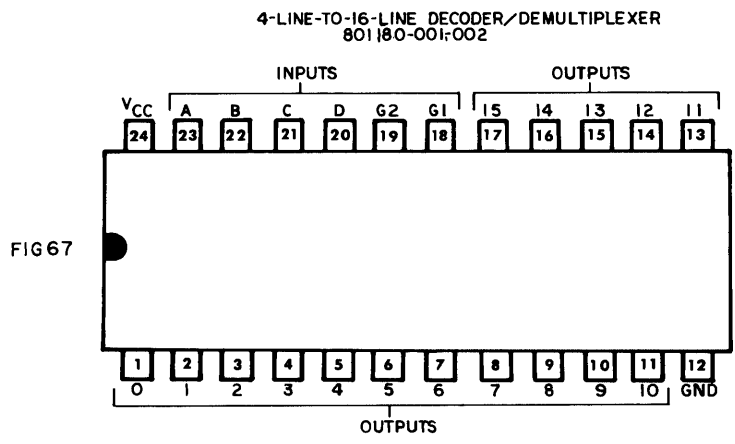 4-LINE-TO-16-LINE DECODER/DEMULTIPLEXER
801180-001,-002
INPUTS OUTPUTS
VCC A B C D G2 G1 15 14 13 12 11
24 23 22 21 20 19 18 17 16 15 14 13
FIG 67
1 2 3 4 5 6 7 8 9 10 11 12
0 1 2 3 4 5 6 7 8 9 10 GND
OUTPUTS